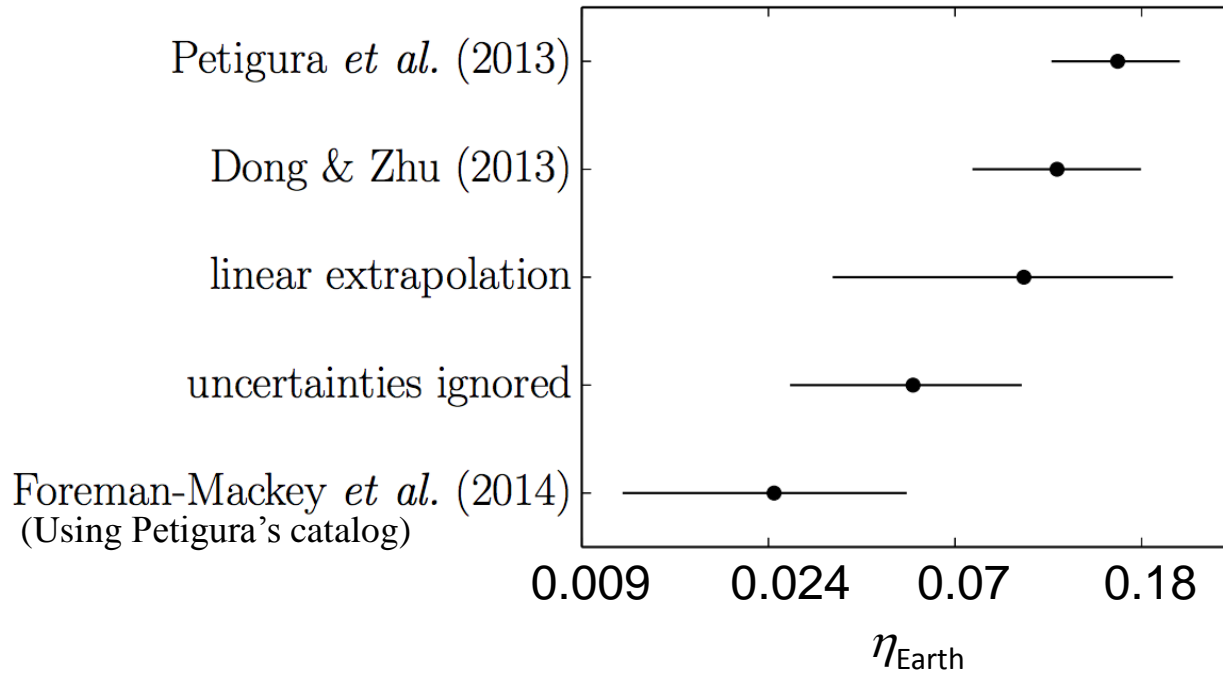 Petigura et al. (2013)
Dong & Zhu (2013)
linear extrapolation
uncertainties ignored
Foreman-Mackey et al. (2014)
(Using Petigura's catalog)
0.009 0.024 0.07 0.18
η_Earth